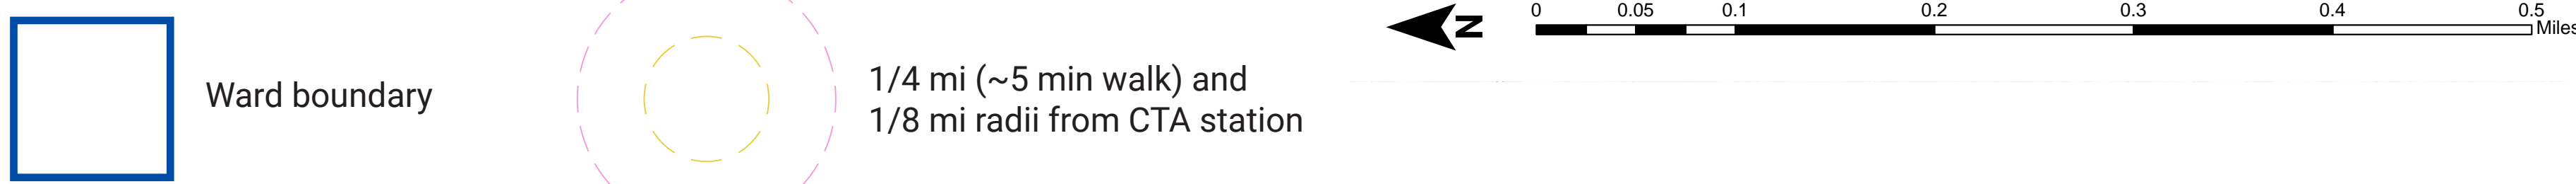 Ward boundary
1/4 mi (~5 min walk) and
1/8 mi radii from CTA station
N
0 0.05 0.1 0.2 0.3 0.4 0.5
Miles